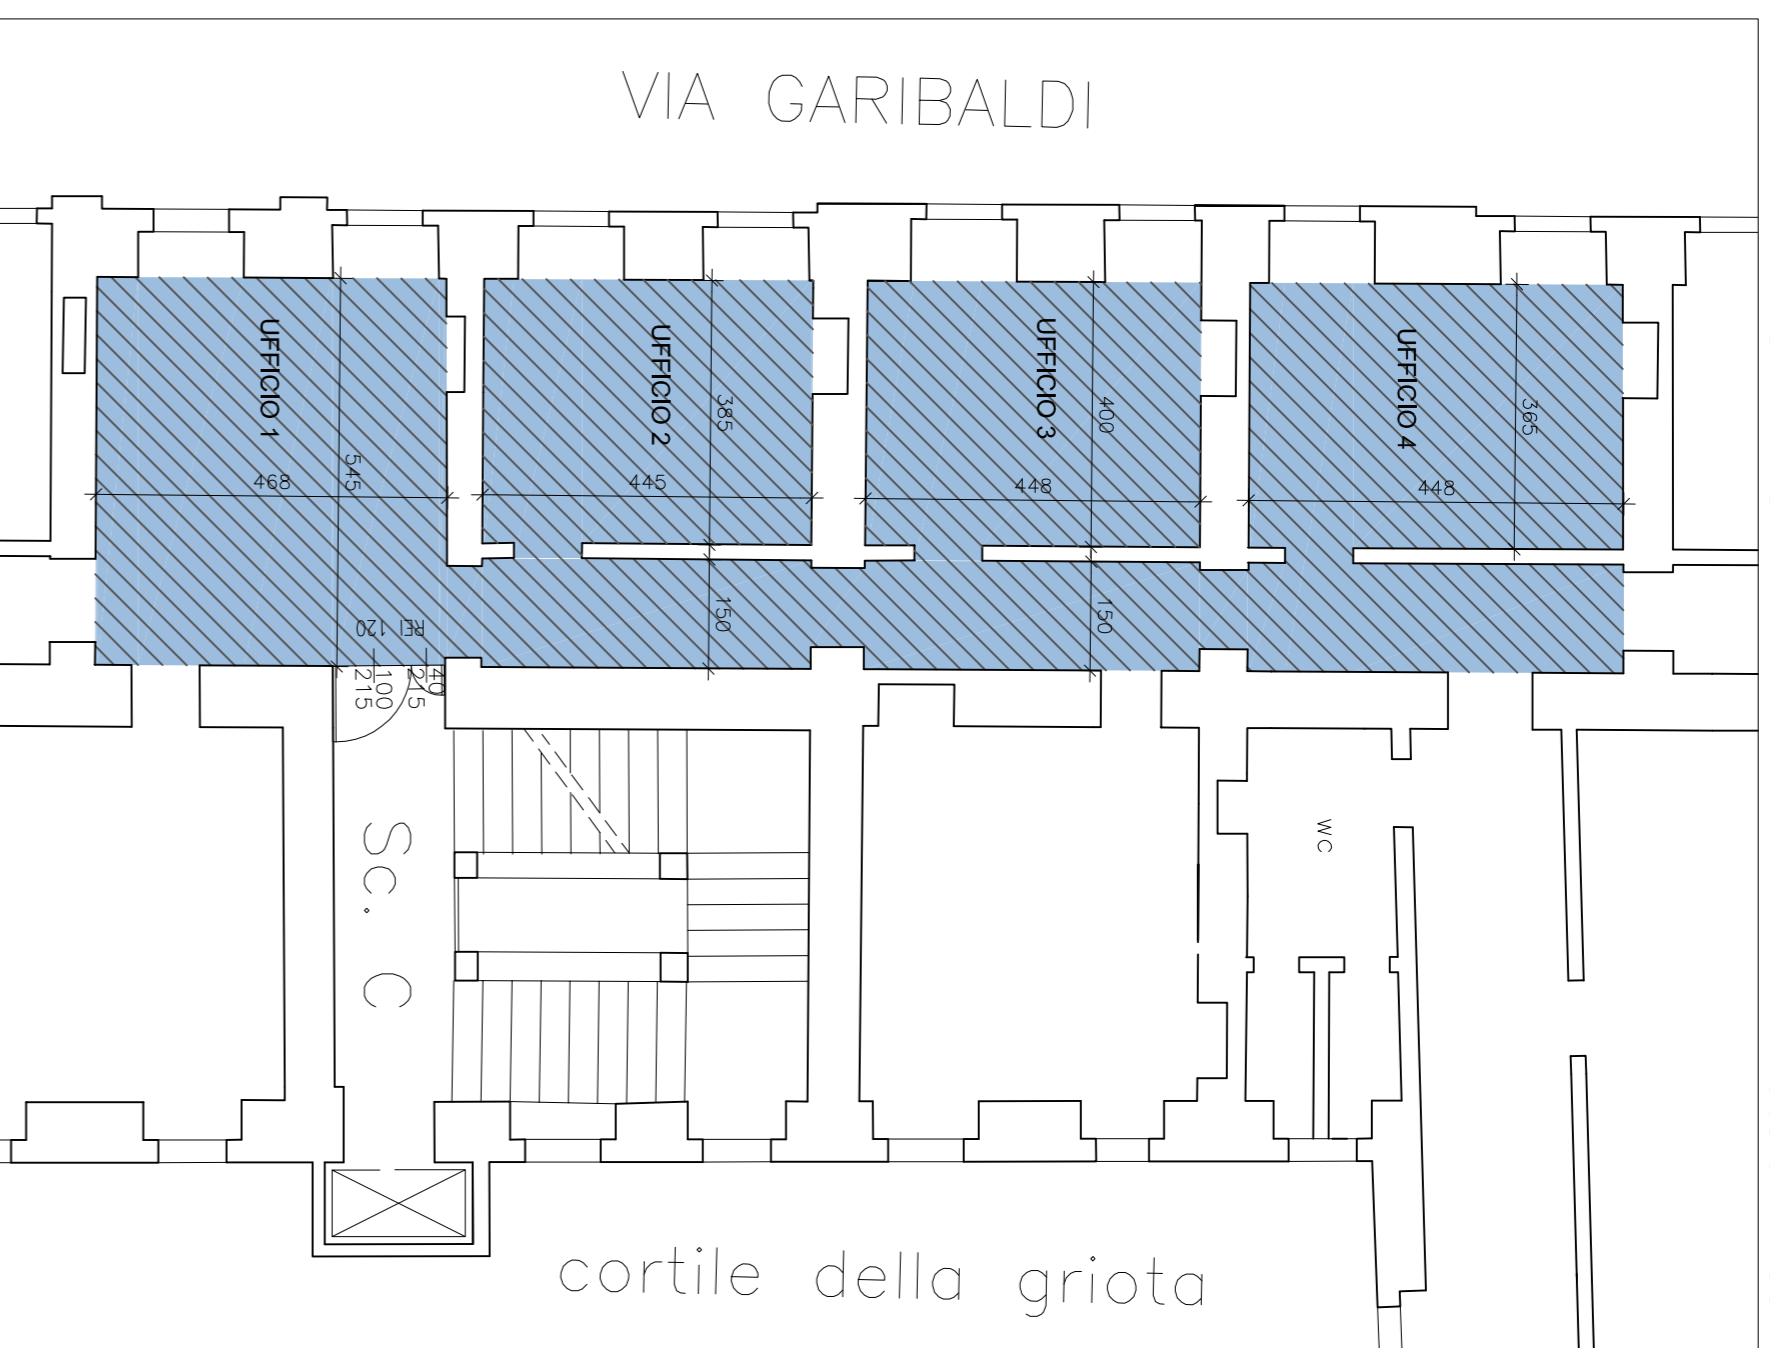 VIA GARIBALDI
UFFICIO 1
UFFICIO 2
UFFICIO 3
UFFICIO 4
385
400
365
545
468
445
448
448
150
150
REI 120
40
215
100
215
Sc. C
WC
cortile della griota